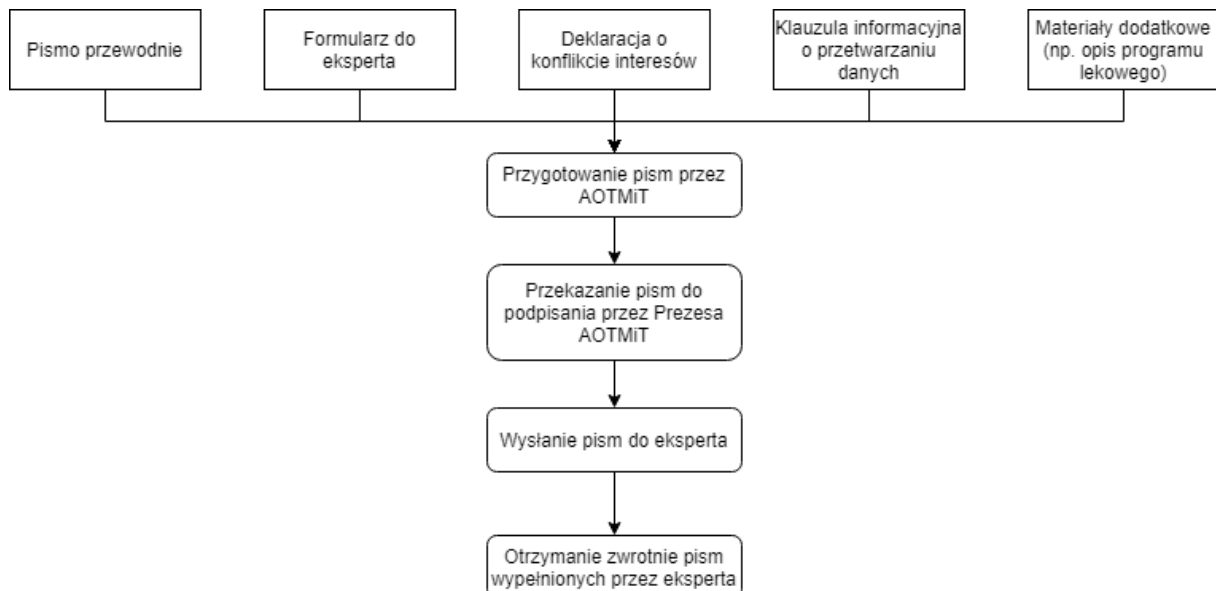 Pismo przewodnie
Formularz do
eksperta
Deklaracja o
konflikcie interesów
Klauzula informacyjna
o przetwarzaniu
danych
Materiały dodatkowe
(np. opis programu
lekowego)
Przygotowanie pism przez
AOTMiT
Przekazanie pism do
podpisania przez Prezesa
AOTMiT
Wysłanie pism do eksperta
Otrzymanie zwrotnie pism
wypełnionych przez eksperta